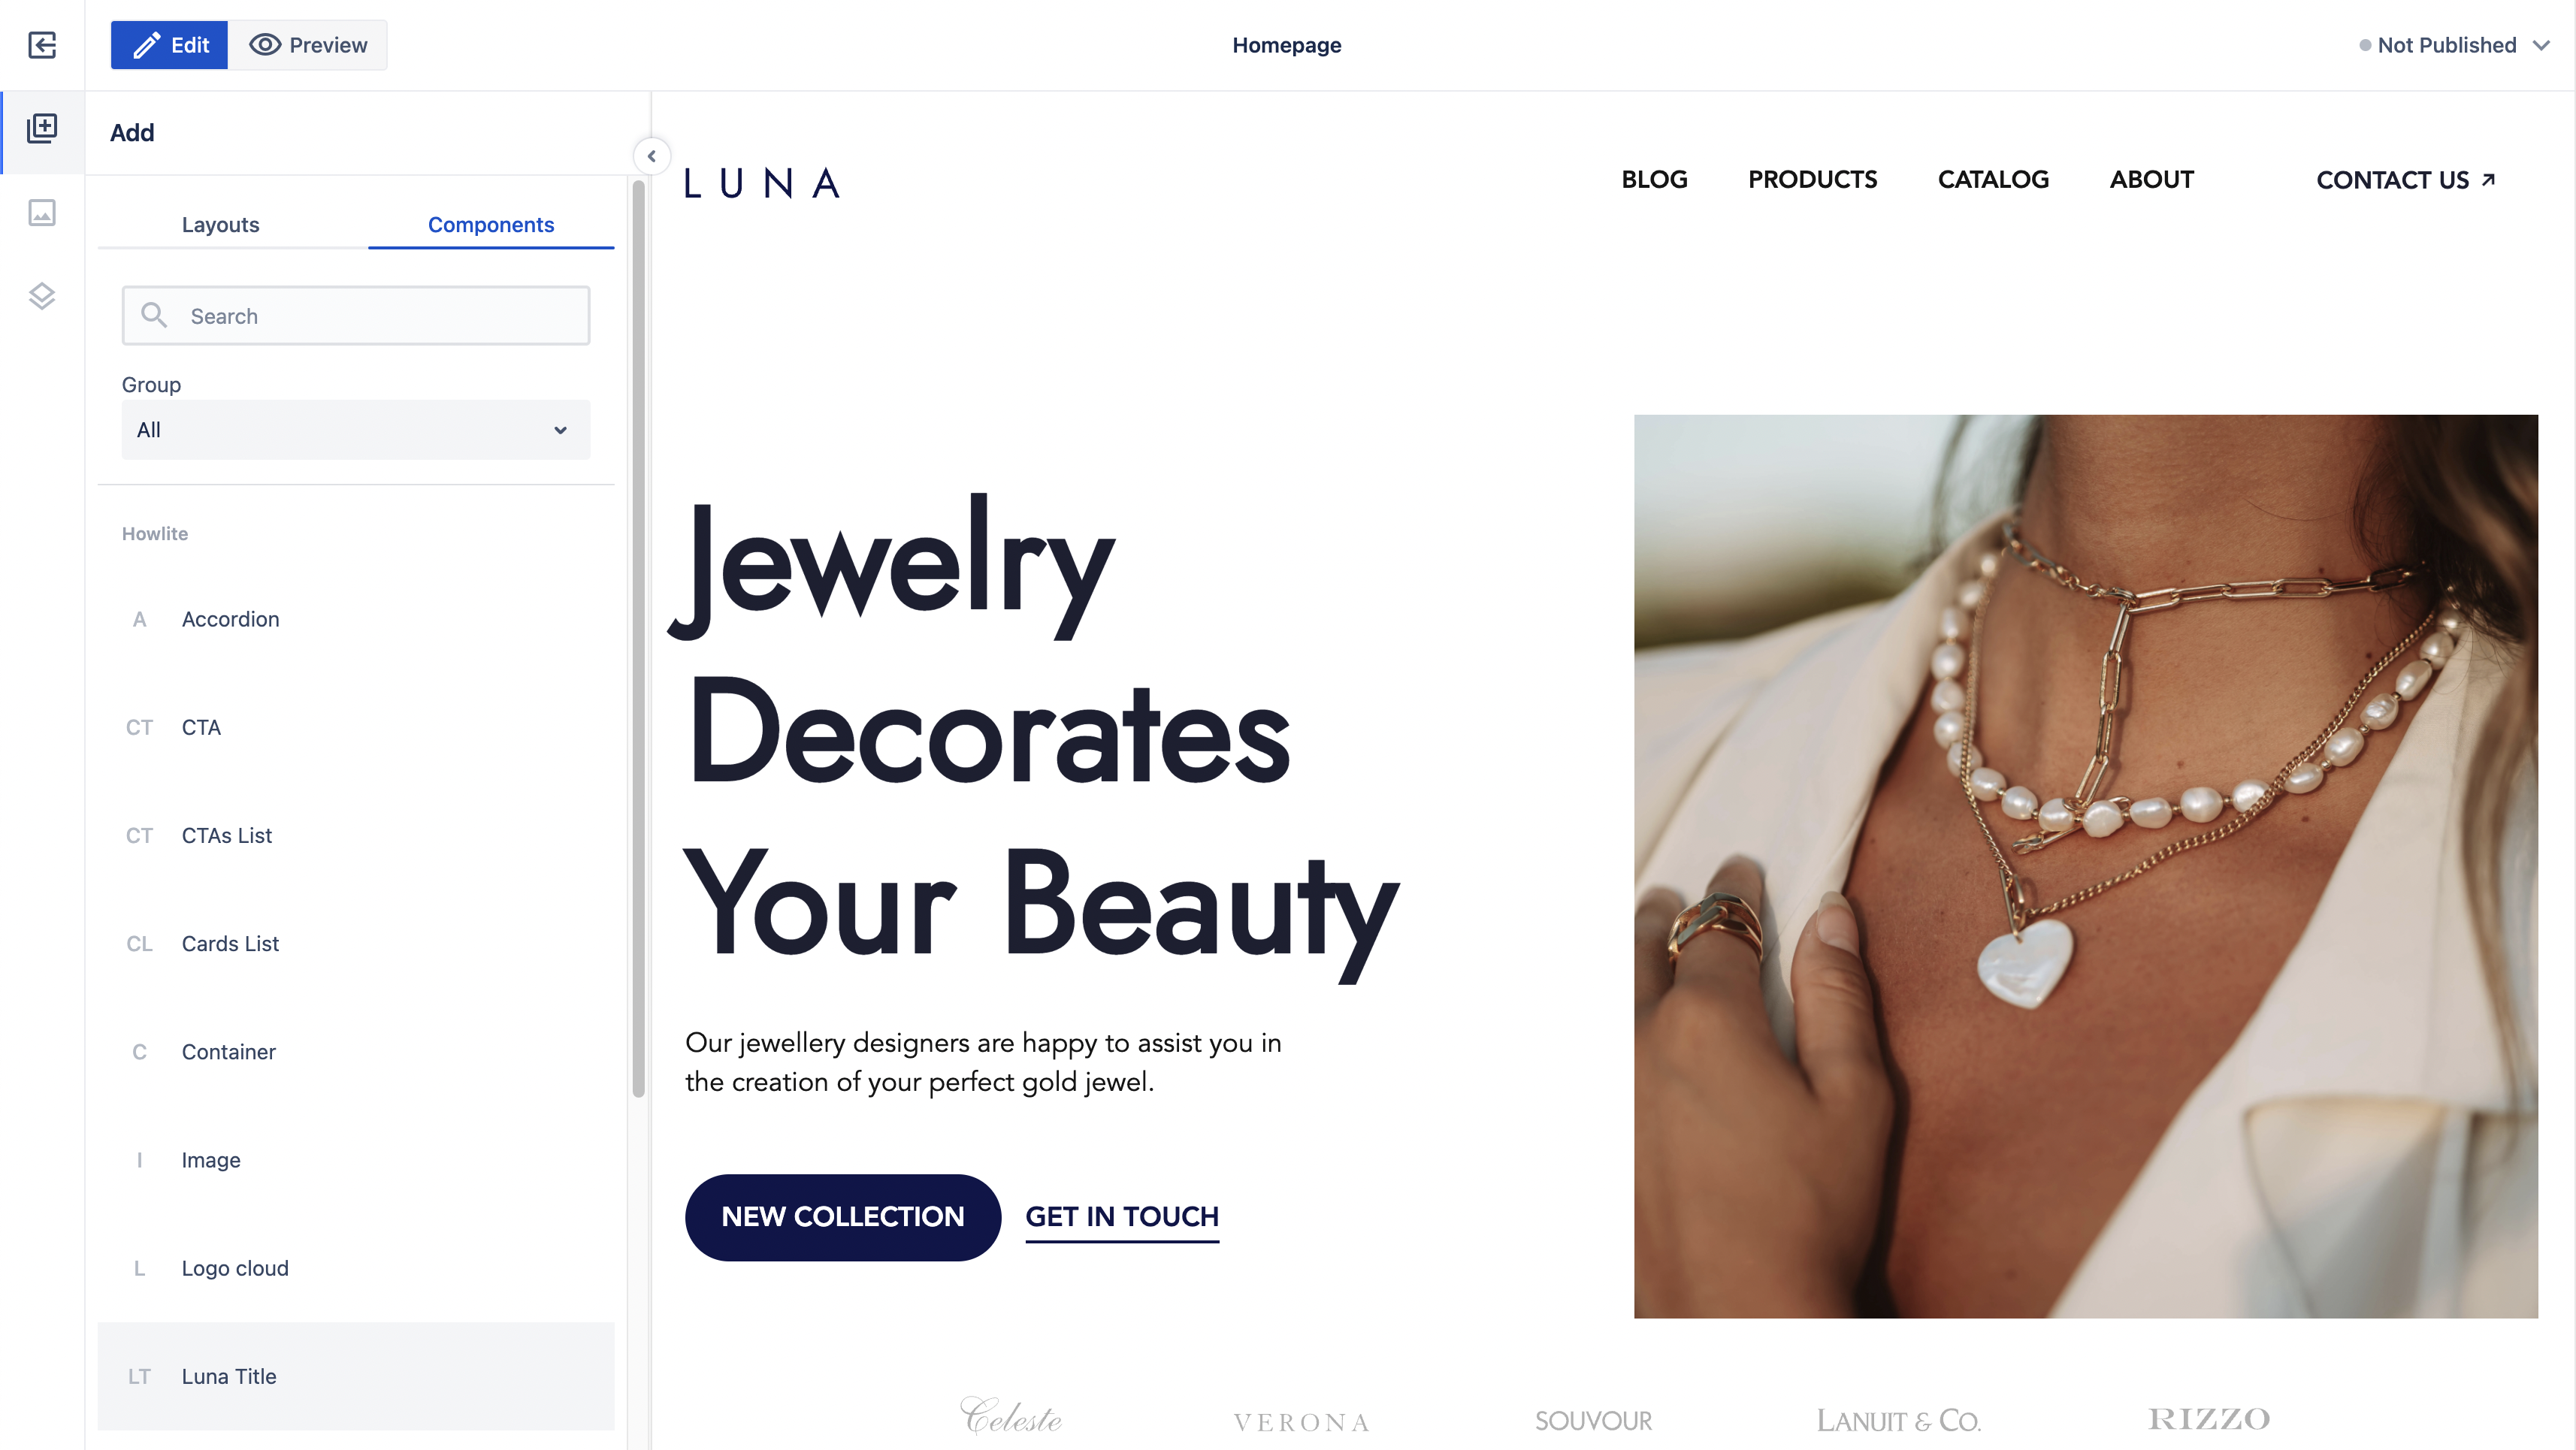 Edit
Preview
Homepage
Not Published
Add
Layouts
Components
Search
Group
All
Howlite
A Accordion
CT CTA
CT CTAs List
CL Cards List
C Container
I Image
L Logo cloud
LT Luna Title
LUNA
BLOG
PRODUCTS
CATALOG
ABOUT
CONTACT US
Jewelry
Decorates
Your Beauty
Our jewellery designers are happy to assist you in
the creation of your perfect gold jewel.
NEW COLLECTION
GET IN TOUCH
Celeste
VERONA
SOUVOUR
LANUIT & CO.
RIZZO